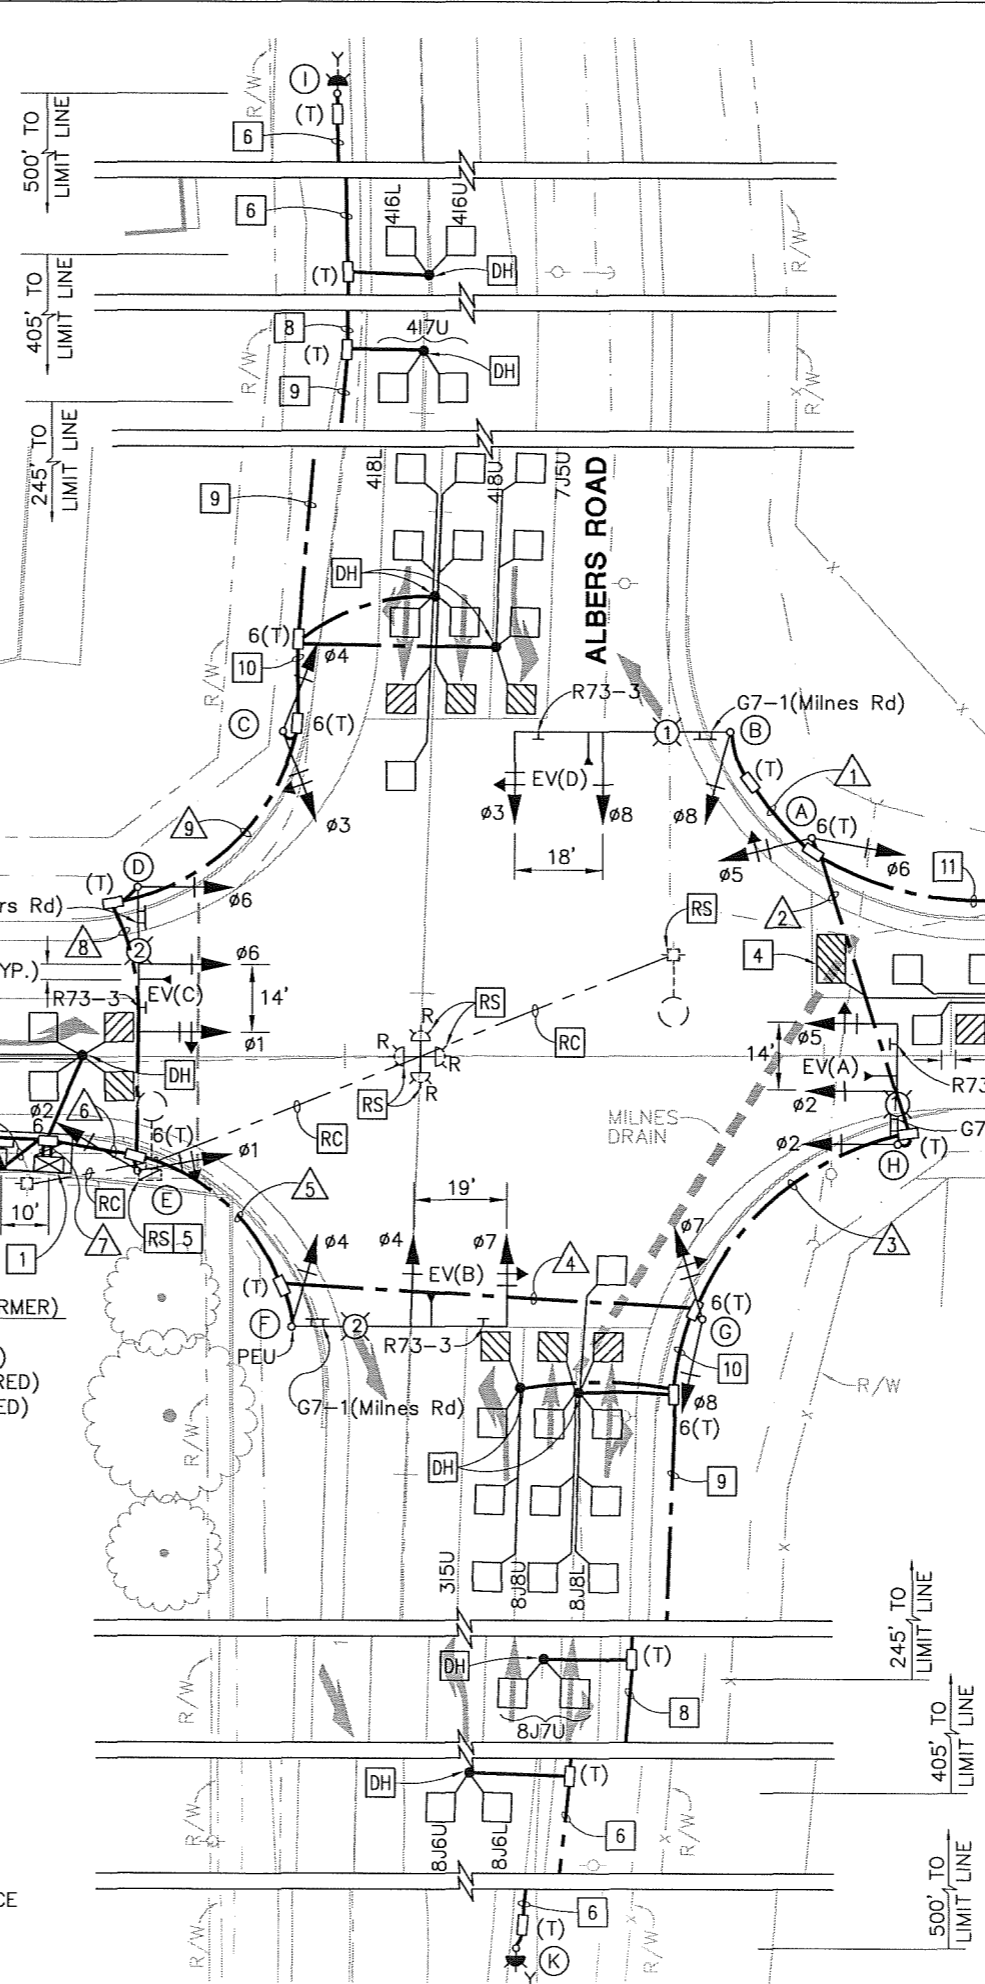 Y
I
R/W
(T)
6
500' TO
LIMIT LINE
6
416L
416U
R/W
(T)
DH
405' TO
LIMIT LINE
8
417U
(T)
DH
R/W
9
R/W
245' TO
LIMIT LINE
418L
418U
7J5U
ALBERS ROAD
9
DH
6(T)
10
ø4
R/W
R73-3
G7-1(Milnes Rd)
C
6(T)
1
B
(T)
1
EV(D)
A
6(T)
9
ø3
ø3
ø8
ø8
18'
ø5
ø6
D
(T)
ø6
11
rs Rd)
RS
2
8
2
ø6
4
YP.)
R73-3
EV(C)
14'
RS
R
RC
ø1
R
R
14'
ø5
DH
RS
R
EV(A)
R73
ø2
ø2
6
1
MILNES
DRAIN
6
6(T)
RC
G7
ø2
(T)
ø1
H
RC
E
5
10'
19'
RS 5
ø7
3
1
7
ø4
ø4
ø7
4
EV(B)
(T)
6(T)
RMER)
F
2
G
PEU
R73-3
10
)
RED)
G7-1(Milnes Rd)
ø8
R/W
ED)
6(T)
R/W
DH
9
315U
8J8U
8J8L
245' TO
LIMIT LINE
DH
(T)
R/W
8
8J7U
405' TO
LIMIT LINE
DH
(T)
R/W
8J6U
8J6L
6
R/W
CE
6
500' TO
LIMIT LINE
(T)
R/W
K
R/W
Y